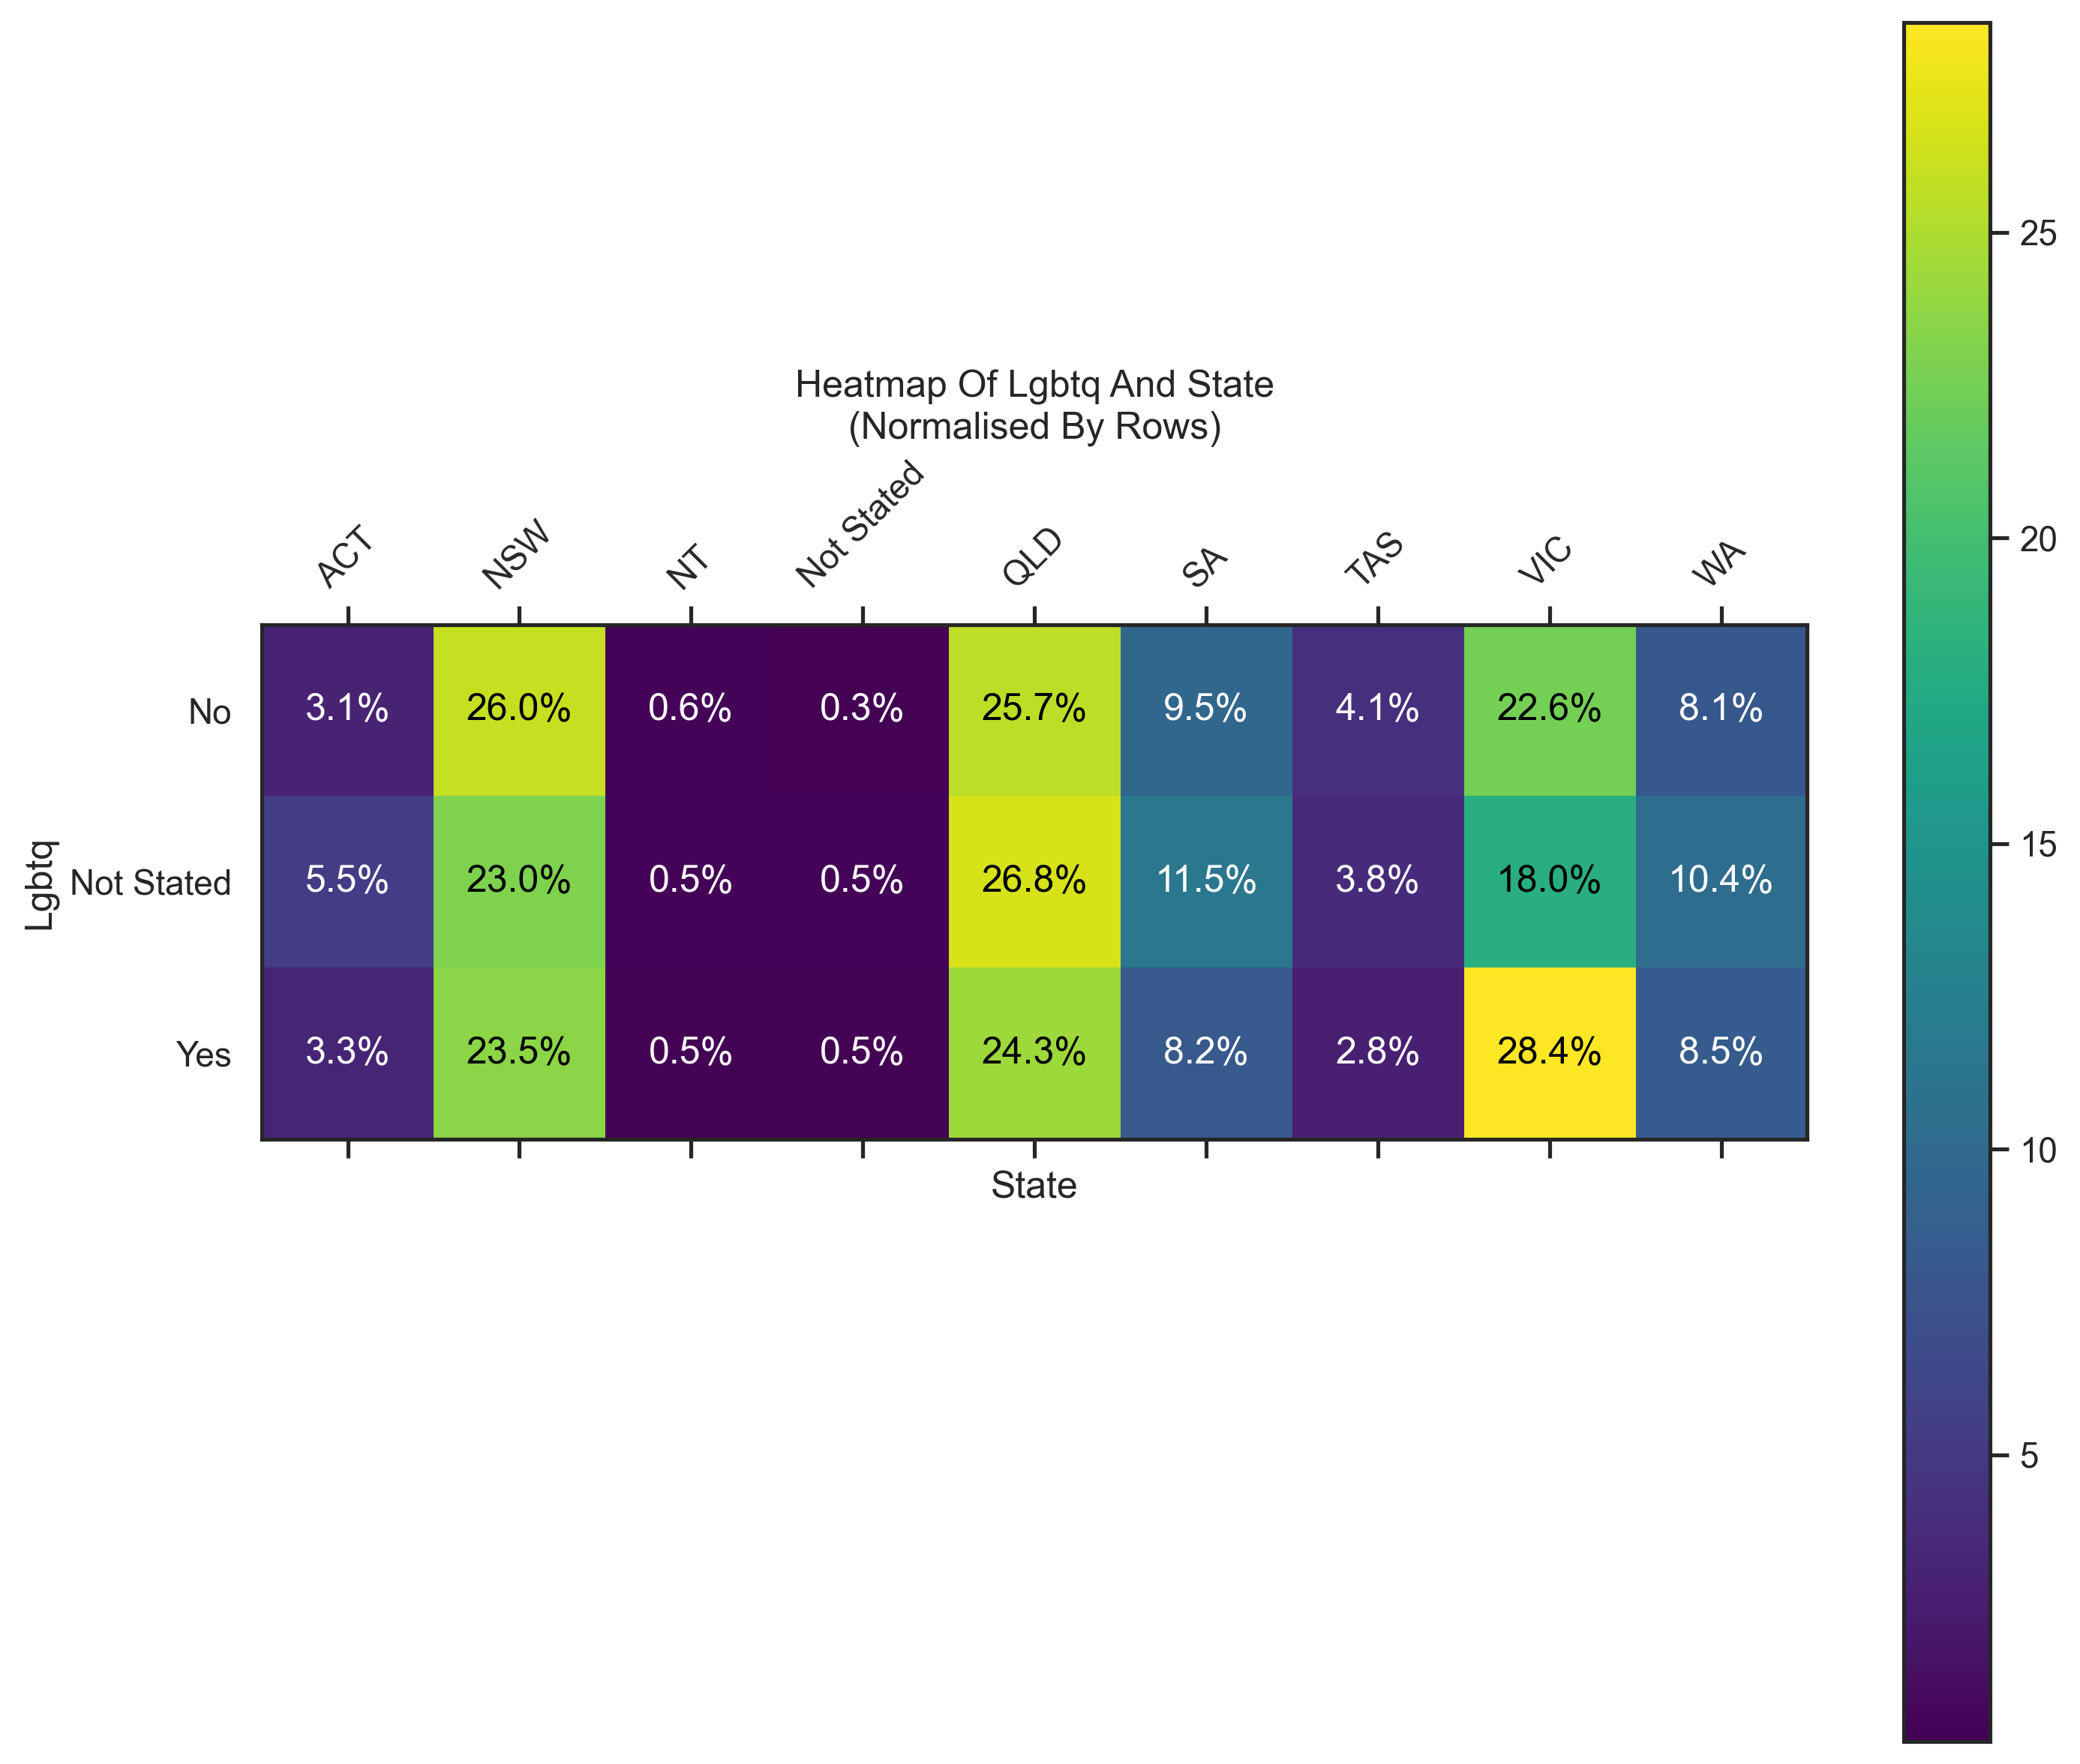 Heatmap Of Lgbtq And State
(Normalised By Rows)
ACT NSW NT Not Stated QLD SA TAS VIC WA
No 3.1% 26.0% 0.6% 0.3% 25.7% 9.5% 4.1% 22.6% 8.1%
Not Stated 5.5% 23.0% 0.5% 0.5% 26.8% 11.5% 3.8% 18.0% 10.4%
Yes 3.3% 23.5% 0.5% 0.5% 24.3% 8.2% 2.8% 28.4% 8.5%
Lgbtq
State
25
20
15
10
5